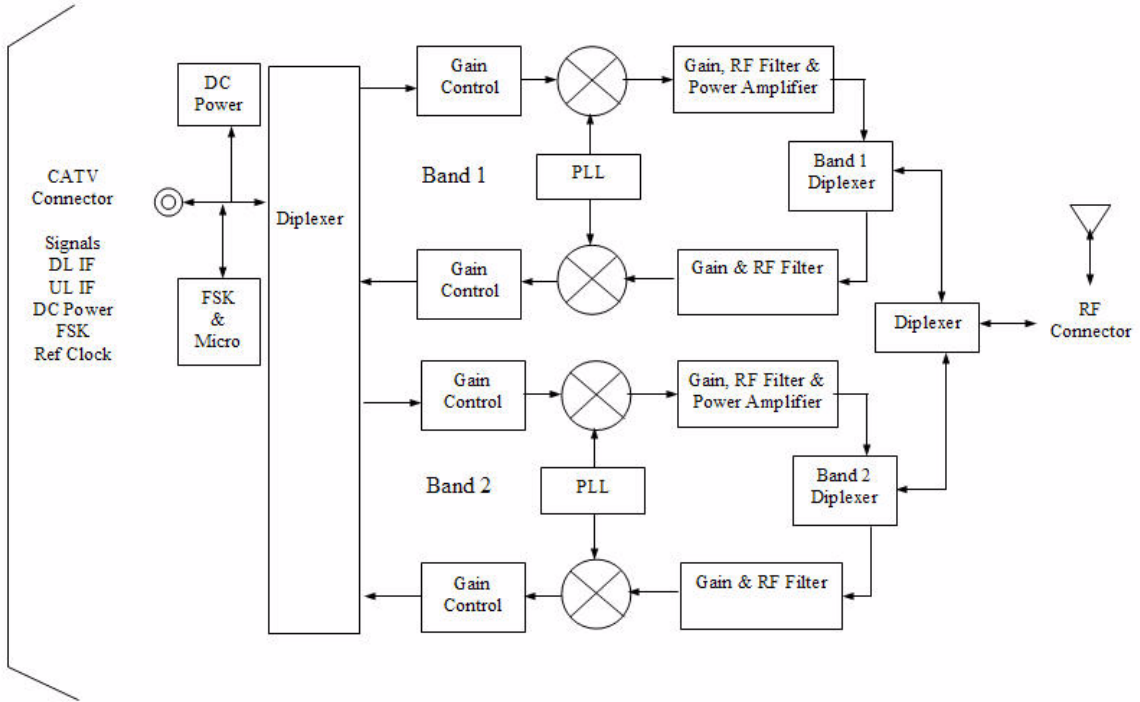 CATV
Connector
Signals
DL IF
UL IF
DC Power
FSK
Ref Clock
DC
Power
FSK
&
Micro
Diplexer
Gain
Control
Gain, RF Filter &
Power Amplifier
Band 1
PLL
Band 1
Diplexer
Gain
Control
Gain & RF Filter
Diplexer
RF
Connector
Gain
Control
Gain, RF Filter &
Power Amplifier
Band 2
PLL
Band 2
Diplexer
Gain
Control
Gain & RF Filter